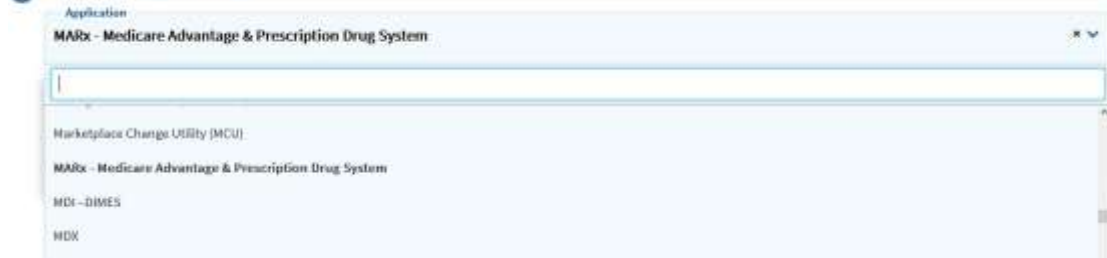 Application
MARx - Medicare Advantage & Prescription Drug System
Marketplace Change Utility (MCU)
MARx - Medicare Advantage & Prescription Drug System
MDI -DIMES
MDX